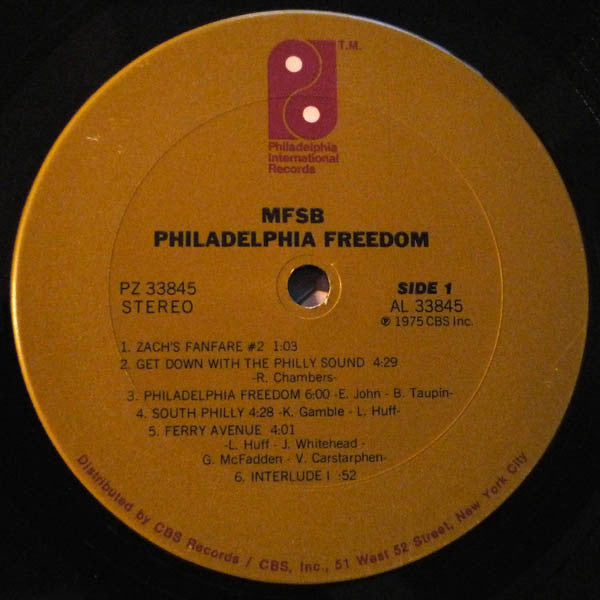 T.M.
Philadelphia
International
Records
MFSB
PHILADELPHIA FREEDOM
PZ 33845
STEREO
SIDE 1
AL 33845
℗ 1975 CBS Inc.
1. ZACH'S FANFARE #2 1:03
2. GET DOWN WITH THE PHILLY SOUND 4:29
-R. Chambers-
3. PHILADELPHIA FREEDOM 6:00 -E. John - B. Taupin-
4. SOUTH PHILLY 4:28 -K. Gamble - L. Huff-
5. FERRY AVENUE 4:01
-L. Huff - J. Whitehead -
G. McFadden - V. Carstarphen-
6. INTERLUDE I :52
Distributed by CBS Records / CBS, Inc., 51 West 52 Street, New York City